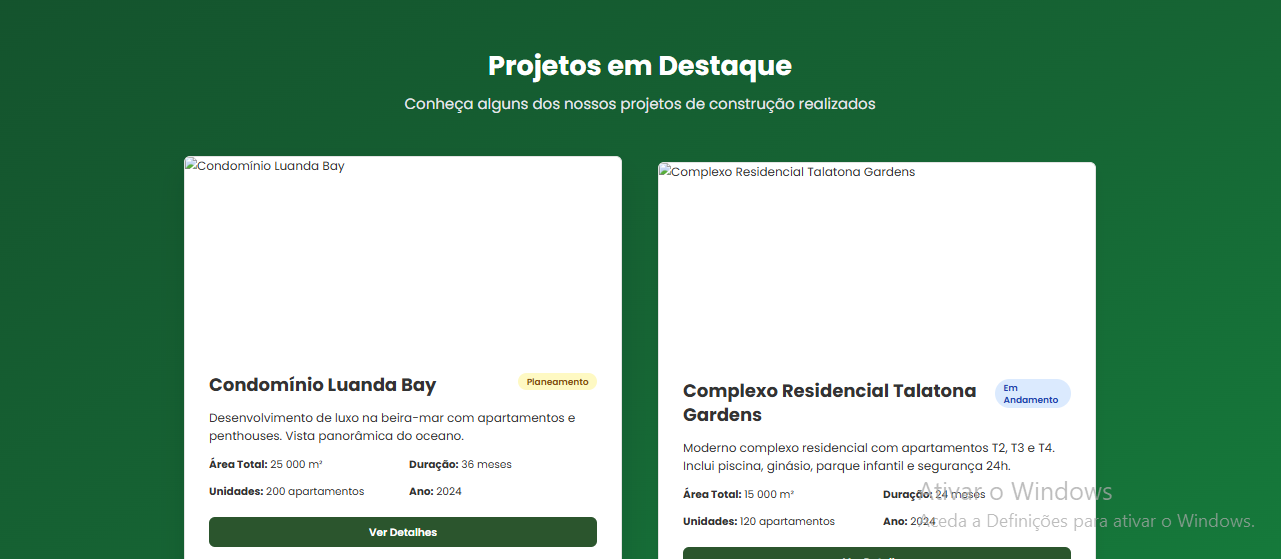 Projetos em Destaque
Conheça alguns dos nossos projetos de construção realizados
Condomínio Luanda Bay
Condomínio Luanda Bay
Planeamento
Desenvolvimento de luxo na beira-mar com apartamentos e
penthouses. Vista panorâmica do oceano.
Área Total: 25 000 m²
Duração: 36 meses
Unidades: 200 apartamentos
Ano: 2024
Ver Detalhes
Complexo Residencial Talatona Gardens
Complexo Residencial Talatona
Gardens
Em
Andamento
Moderno complexo residencial com apartamentos T2, T3 e T4.
Inclui piscina, ginásio, parque infantil e segurança 24h.
Área Total: 15 000 m²
Duração: 24 meses
Unidades: 120 apartamentos
Ano: 2024
Ativar o Windows
Aceda a Definições para ativar o Windows.